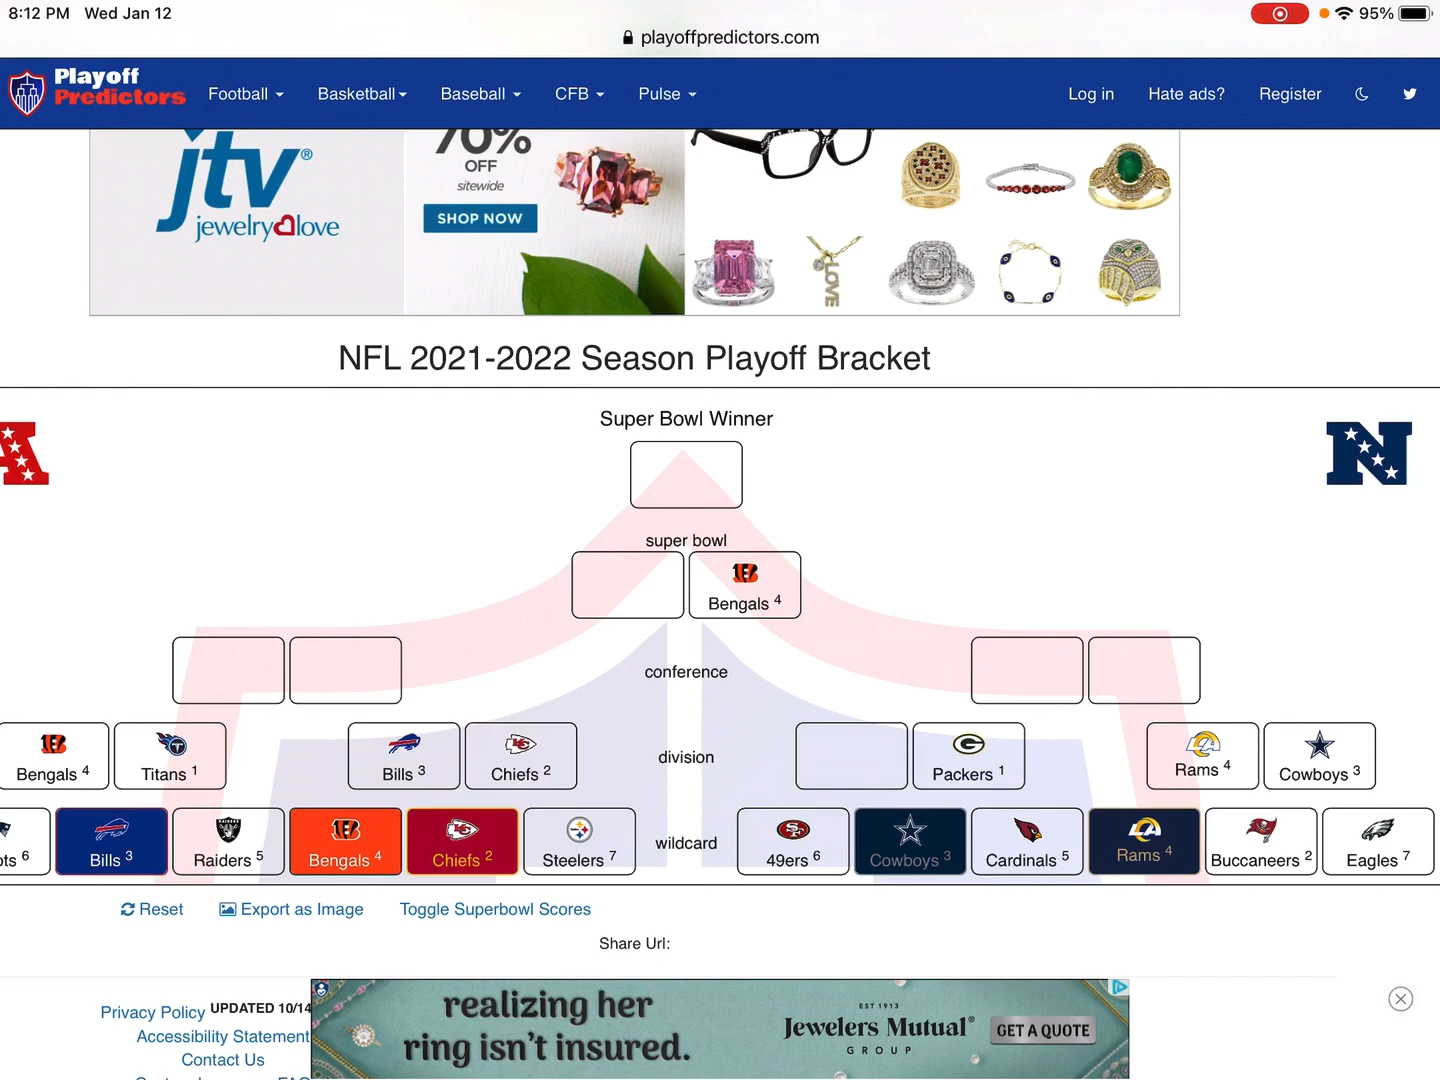 8:12 PM Wed Jan 12
95%
playoffpredictors.com
Playoff
Predictors
Football
Basketball
Baseball
CFB
Pulse
Log in
Hate ads?
Register
jtv®
jewelry love
70%
OFF
sitewide
SHOP NOW
LOVE
NFL 2021-2022 Season Playoff Bracket
Super Bowl Winner
A
N
super bowl
Bengals 4
conference
Bengals 4
Titans 1
Bills 3
Chiefs 2
division
Packers 1
Rams 4
Cowboys 3
ots 6
Bills 3
Raiders 5
Bengals 4
Chiefs 2
Steelers 7
wildcard
49ers 6
Cowboys 3
Cardinals 5
Rams 4
Buccaneers 2
Eagles 7
Reset
Export as Image
Toggle Superbowl Scores
Share Url:
Privacy Policy UPDATED 10/14
Accessibility Statement
Contact Us
realizing her
ring isn't insured.
EST 1913
Jewelers Mutual®
GROUP
GET A QUOTE